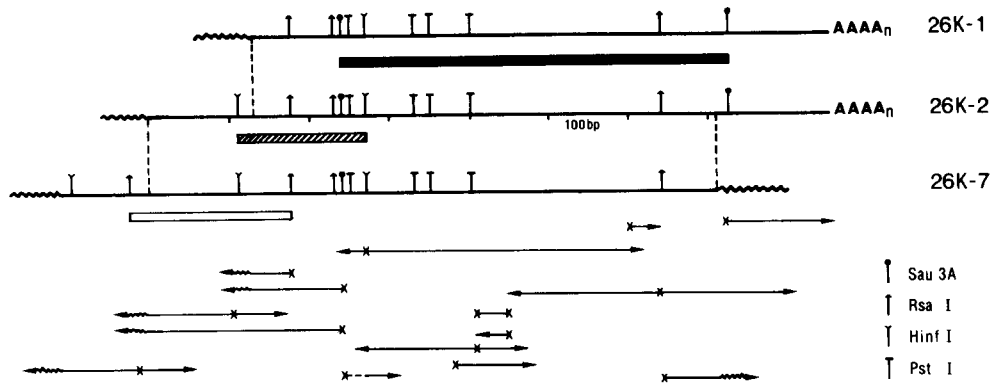 AAAAn 26K-1
AAAAn 26K-2
100bp
26K-7
Sau 3A
Rsa I
Hinf I
Pst I